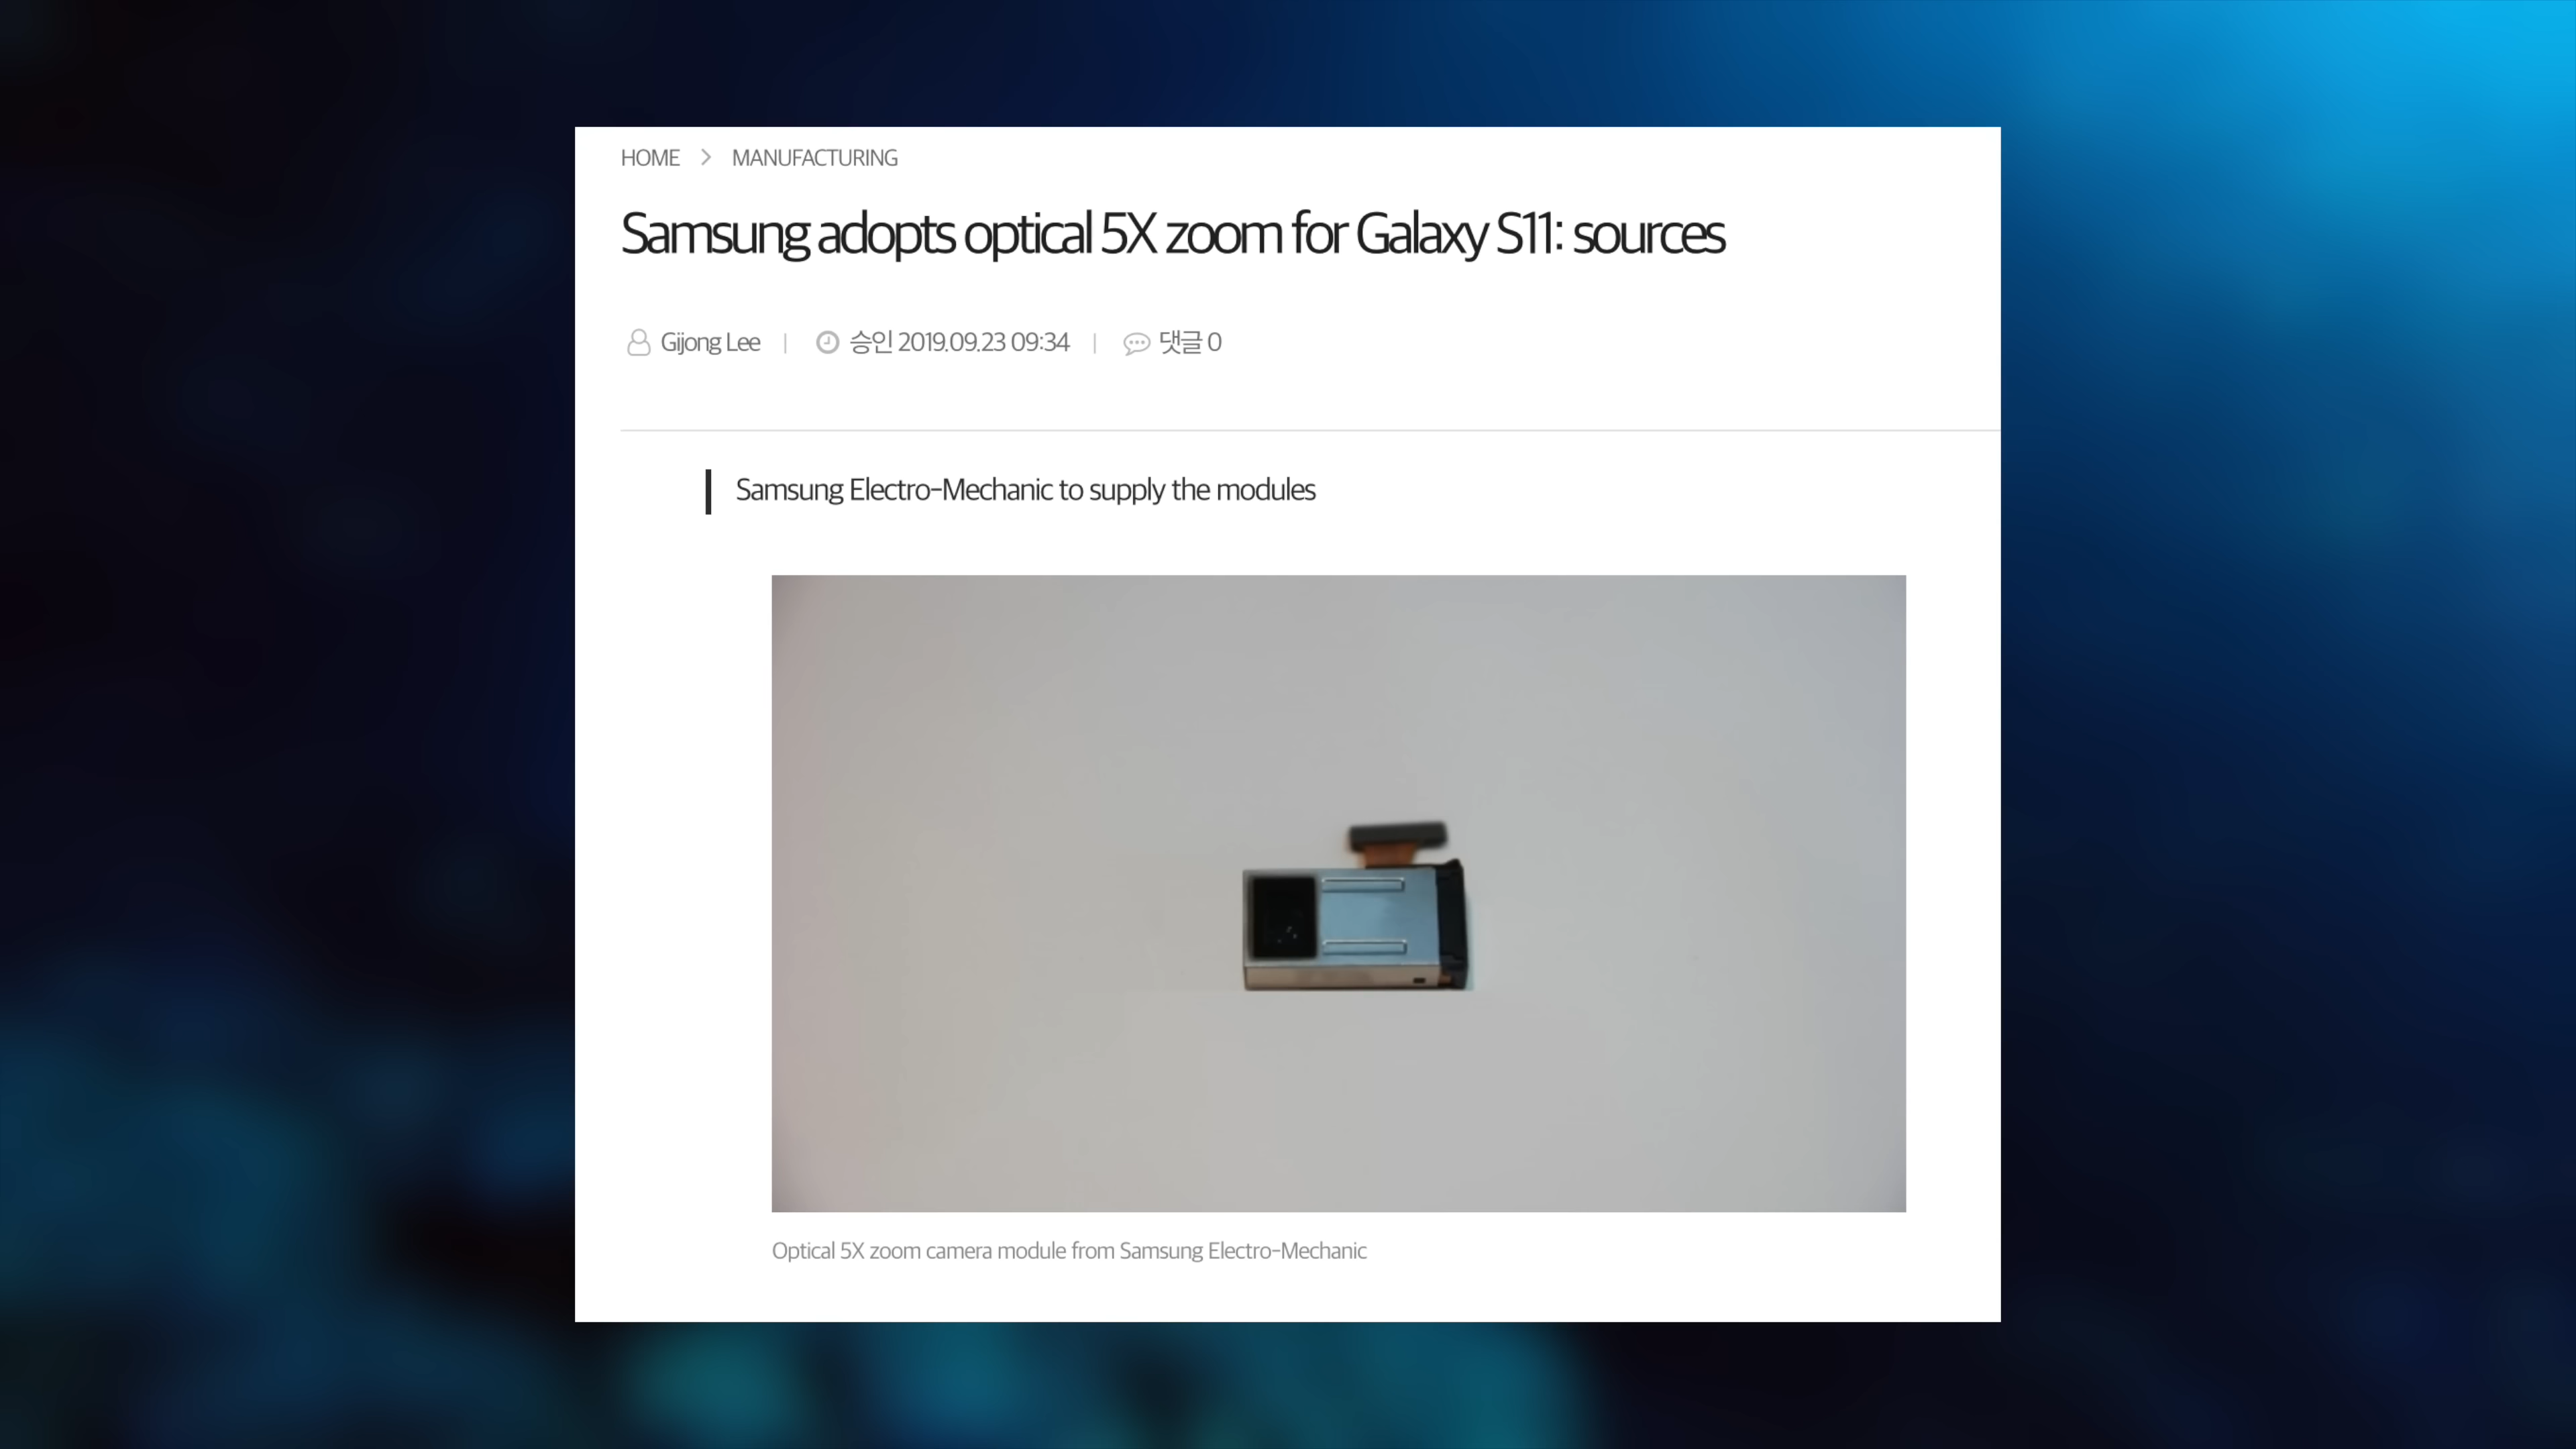 HOME > MANUFACTURING
Samsung adopts optical 5X zoom for Galaxy S11: sources
Gijong Lee | 승인 2019.09.23 09:34 | 댓글 0
Samsung Electro-Mechanic to supply the modules
Optical 5X zoom camera module from Samsung Electro-Mechanic